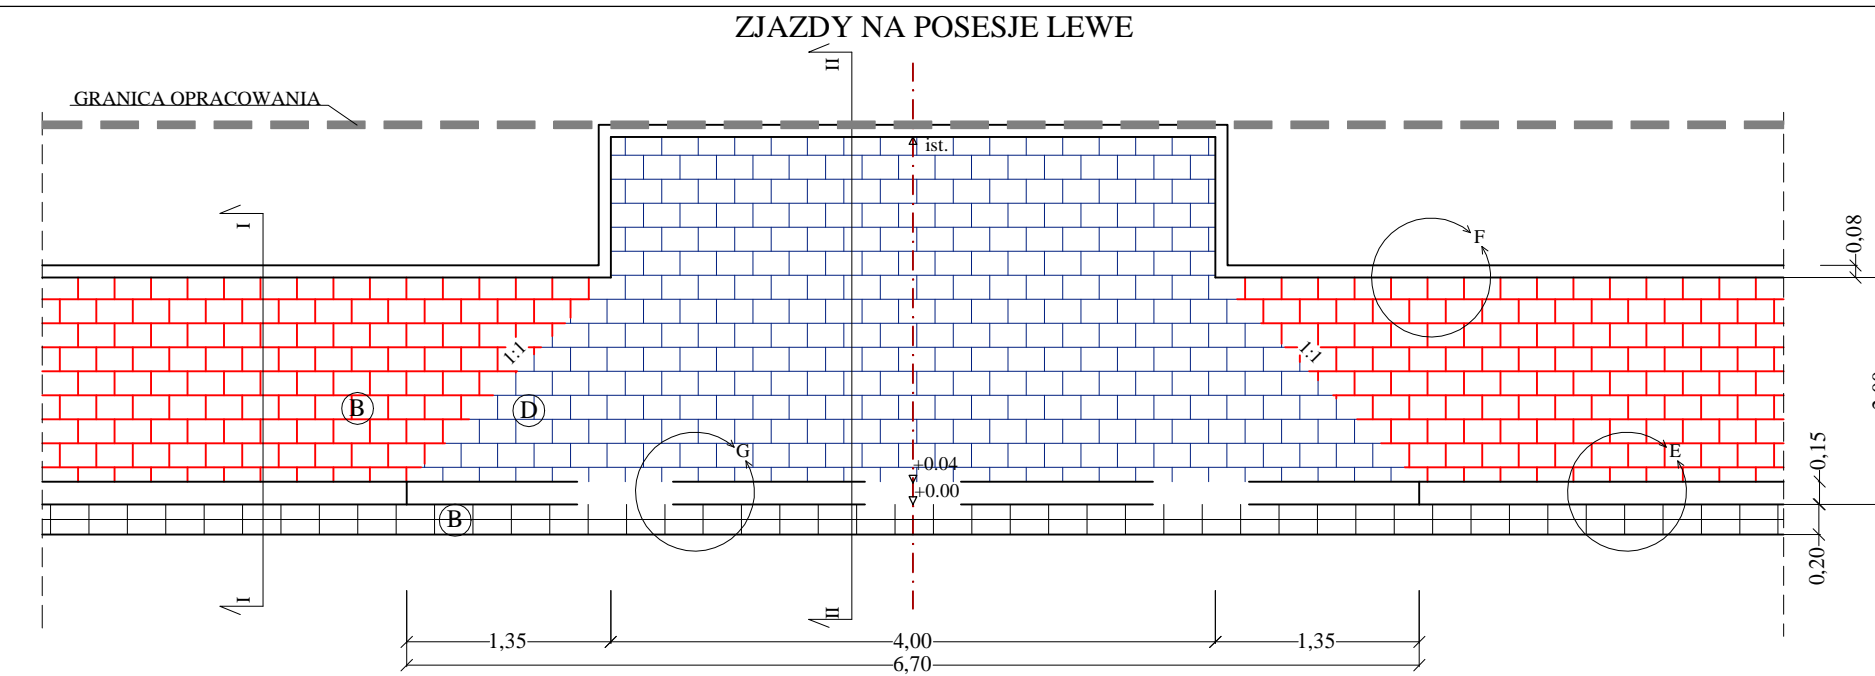 ZJAZDY NA POSESJE LEWE
II
GRANICA OPRACOWANIA
ist.
I
F
0,08
1:1
1:1
B
D
G
E
+0.04
0,15
+0.00
B
0,20
I
II
1,35
4,00
1,35
6,70